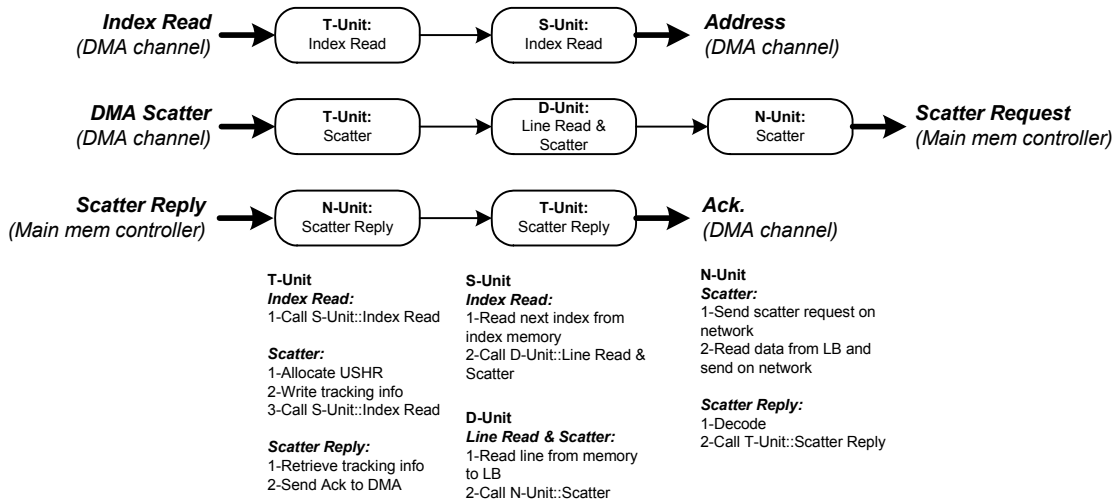 Index Read
(DMA channel)
T-Unit:
Index Read
S-Unit:
Index Read
Address
(DMA channel)
DMA Scatter
(DMA channel)
T-Unit:
Scatter
D-Unit:
Line Read &
Scatter
N-Unit:
Scatter
Scatter Request
(Main mem controller)
Scatter Reply
(Main mem controller)
N-Unit:
Scatter Reply
T-Unit:
Scatter Reply
Ack.
(DMA channel)
T-Unit
Index Read:
1-Call S-Unit::Index Read
Scatter:
1-Allocate USHR
2-Write tracking info
3-Call S-Unit::Index Read
Scatter Reply:
1-Retrieve tracking info
2-Send Ack to DMA
S-Unit
Index Read:
1-Read next index from
index memory
2-Call D-Unit::Line Read &
Scatter
D-Unit
Line Read & Scatter:
1-Read line from memory
to LB
2-Call N-Unit::Scatter
N-Unit
Scatter:
1-Send scatter request on
network
2-Read data from LB and
send on network
Scatter Reply:
1-Decode
2-Call T-Unit::Scatter Reply